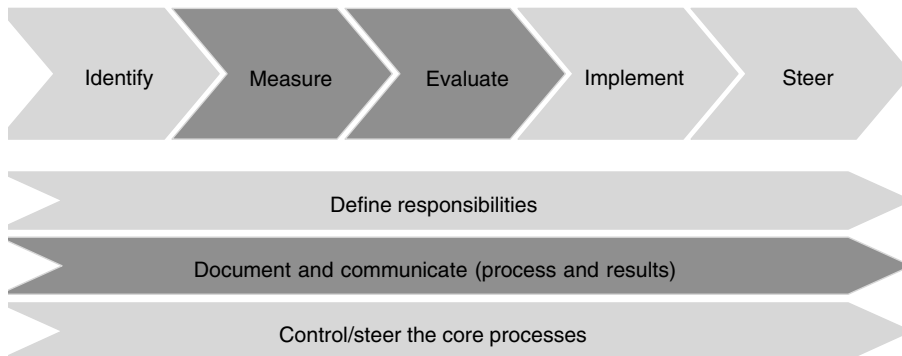 Identify
Measure
Evaluate
Implement
Steer
Define responsibilities
Document and communicate (process and results)
Control/steer the core processes